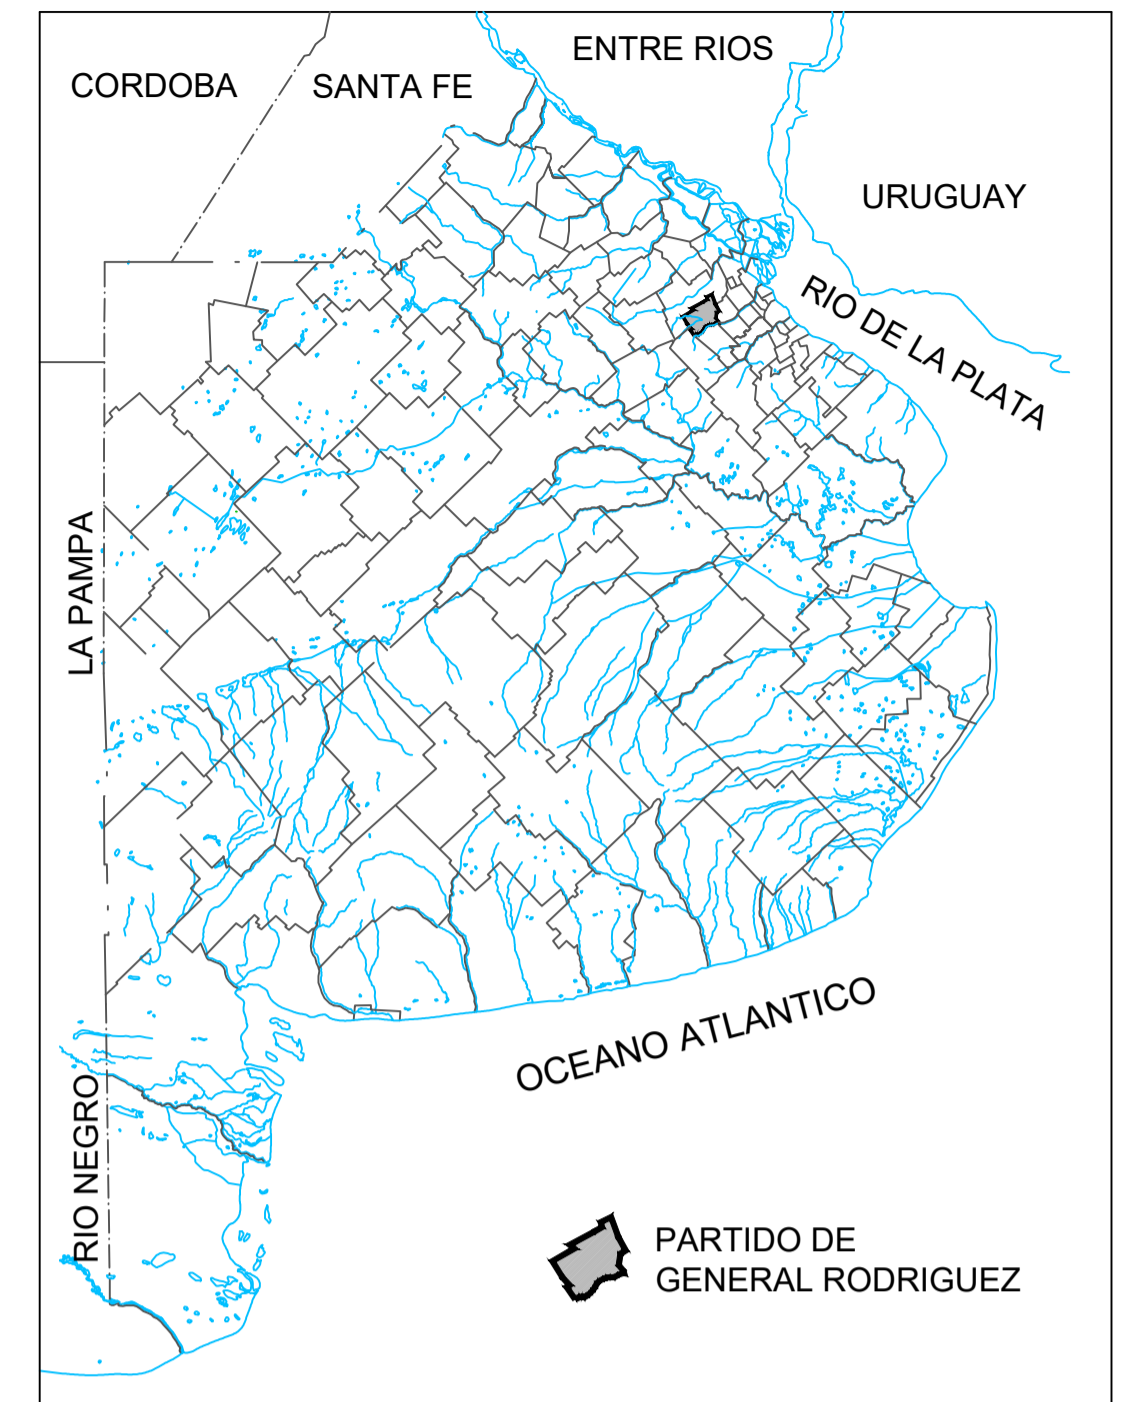 ENTRE RIOS
CORDOBA
SANTA FE
URUGUAY
RIO DE LA PLATA
LA PAMPA
OCEANO ATLANTICO
RIO NEGRO
PARTIDO DE
GENERAL RODRIGUEZ